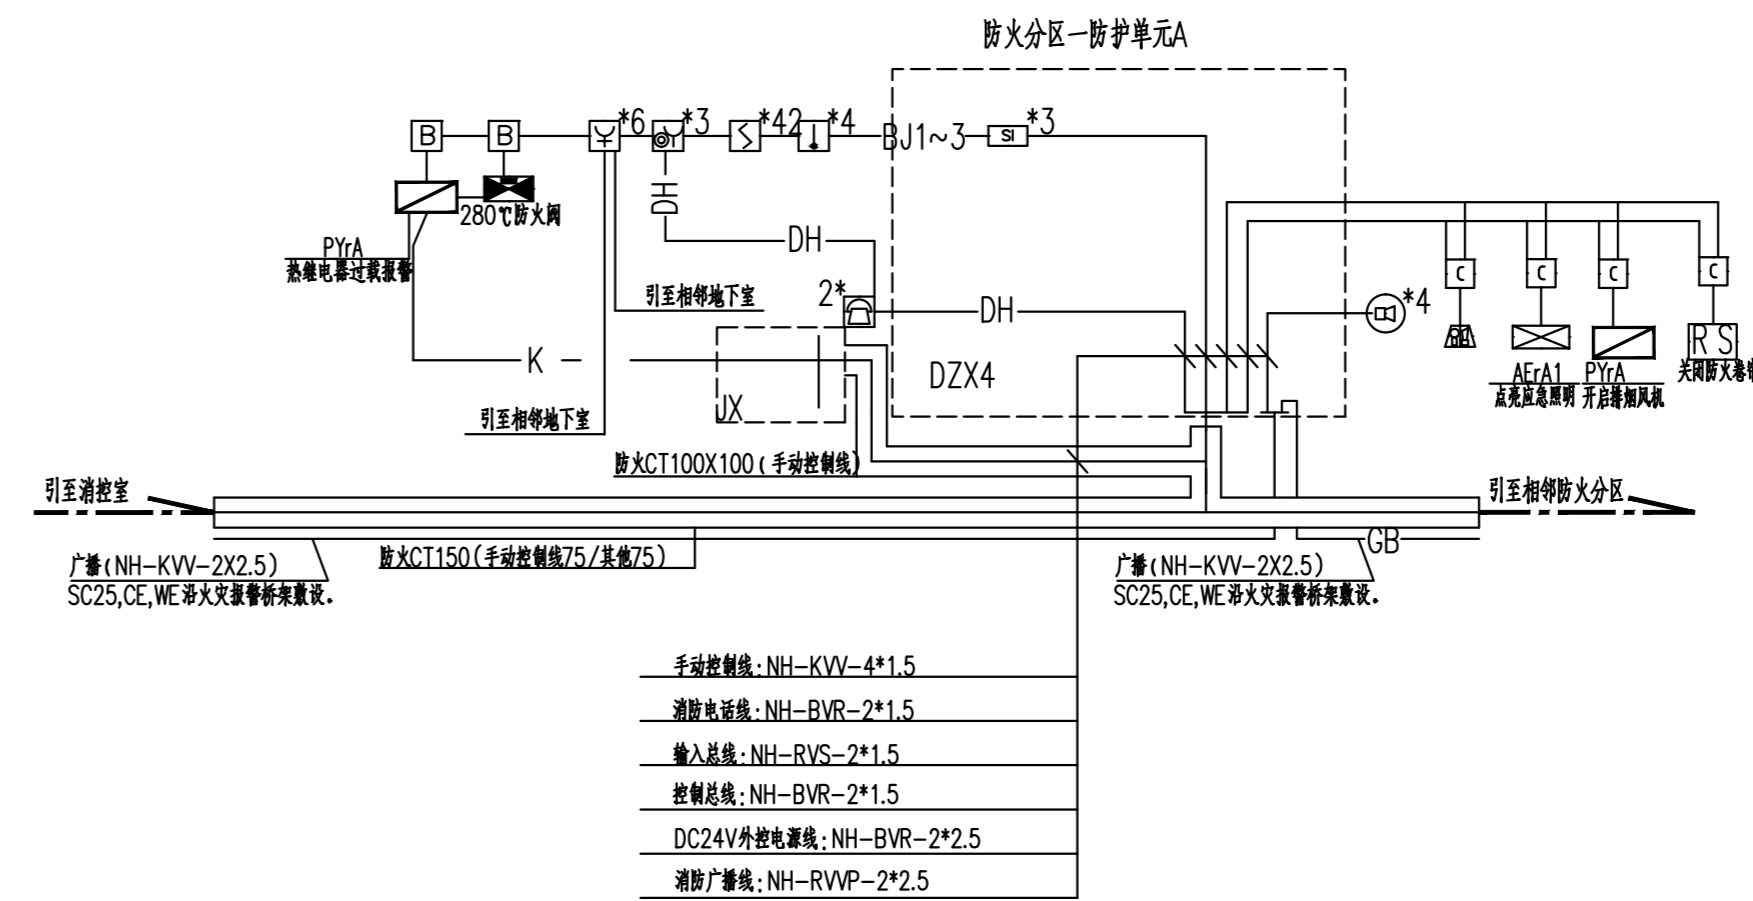 防火分区一防护单元A
B
B
*6
*3
*42
*4
BJ1~3
SI
*3
280℃防火阀
DH
PYrA
热继电器过载报警
DH
引至相邻地下室
2*
DH
*4
C
C
C
C
K
DZX4
RS
JX
AErA1
PYrA
点亮应急照明
开启排烟风机
关闭防火卷
引至相邻地下室
防火CT100X100(手动控制线)
引至消控室
引至相邻防火分区
GB
防火CT150(手动控制线75/其他75)
广播(NH-KVV-2X2.5)
SC25,CE,WE沿火灾报警桥架敷设.
广播(NH-KVV-2X2.5)
SC25,CE,WE沿火灾报警桥架敷设.
手动控制线:NH-KVV-4*1.5
消防电话线:NH-BVR-2*1.5
输入总线:NH-RVS-2*1.5
控制总线:NH-BVR-2*1.5
DC24V外控电源线:NH-BVR-2*2.5
消防广播线:NH-RVVP-2*2.5